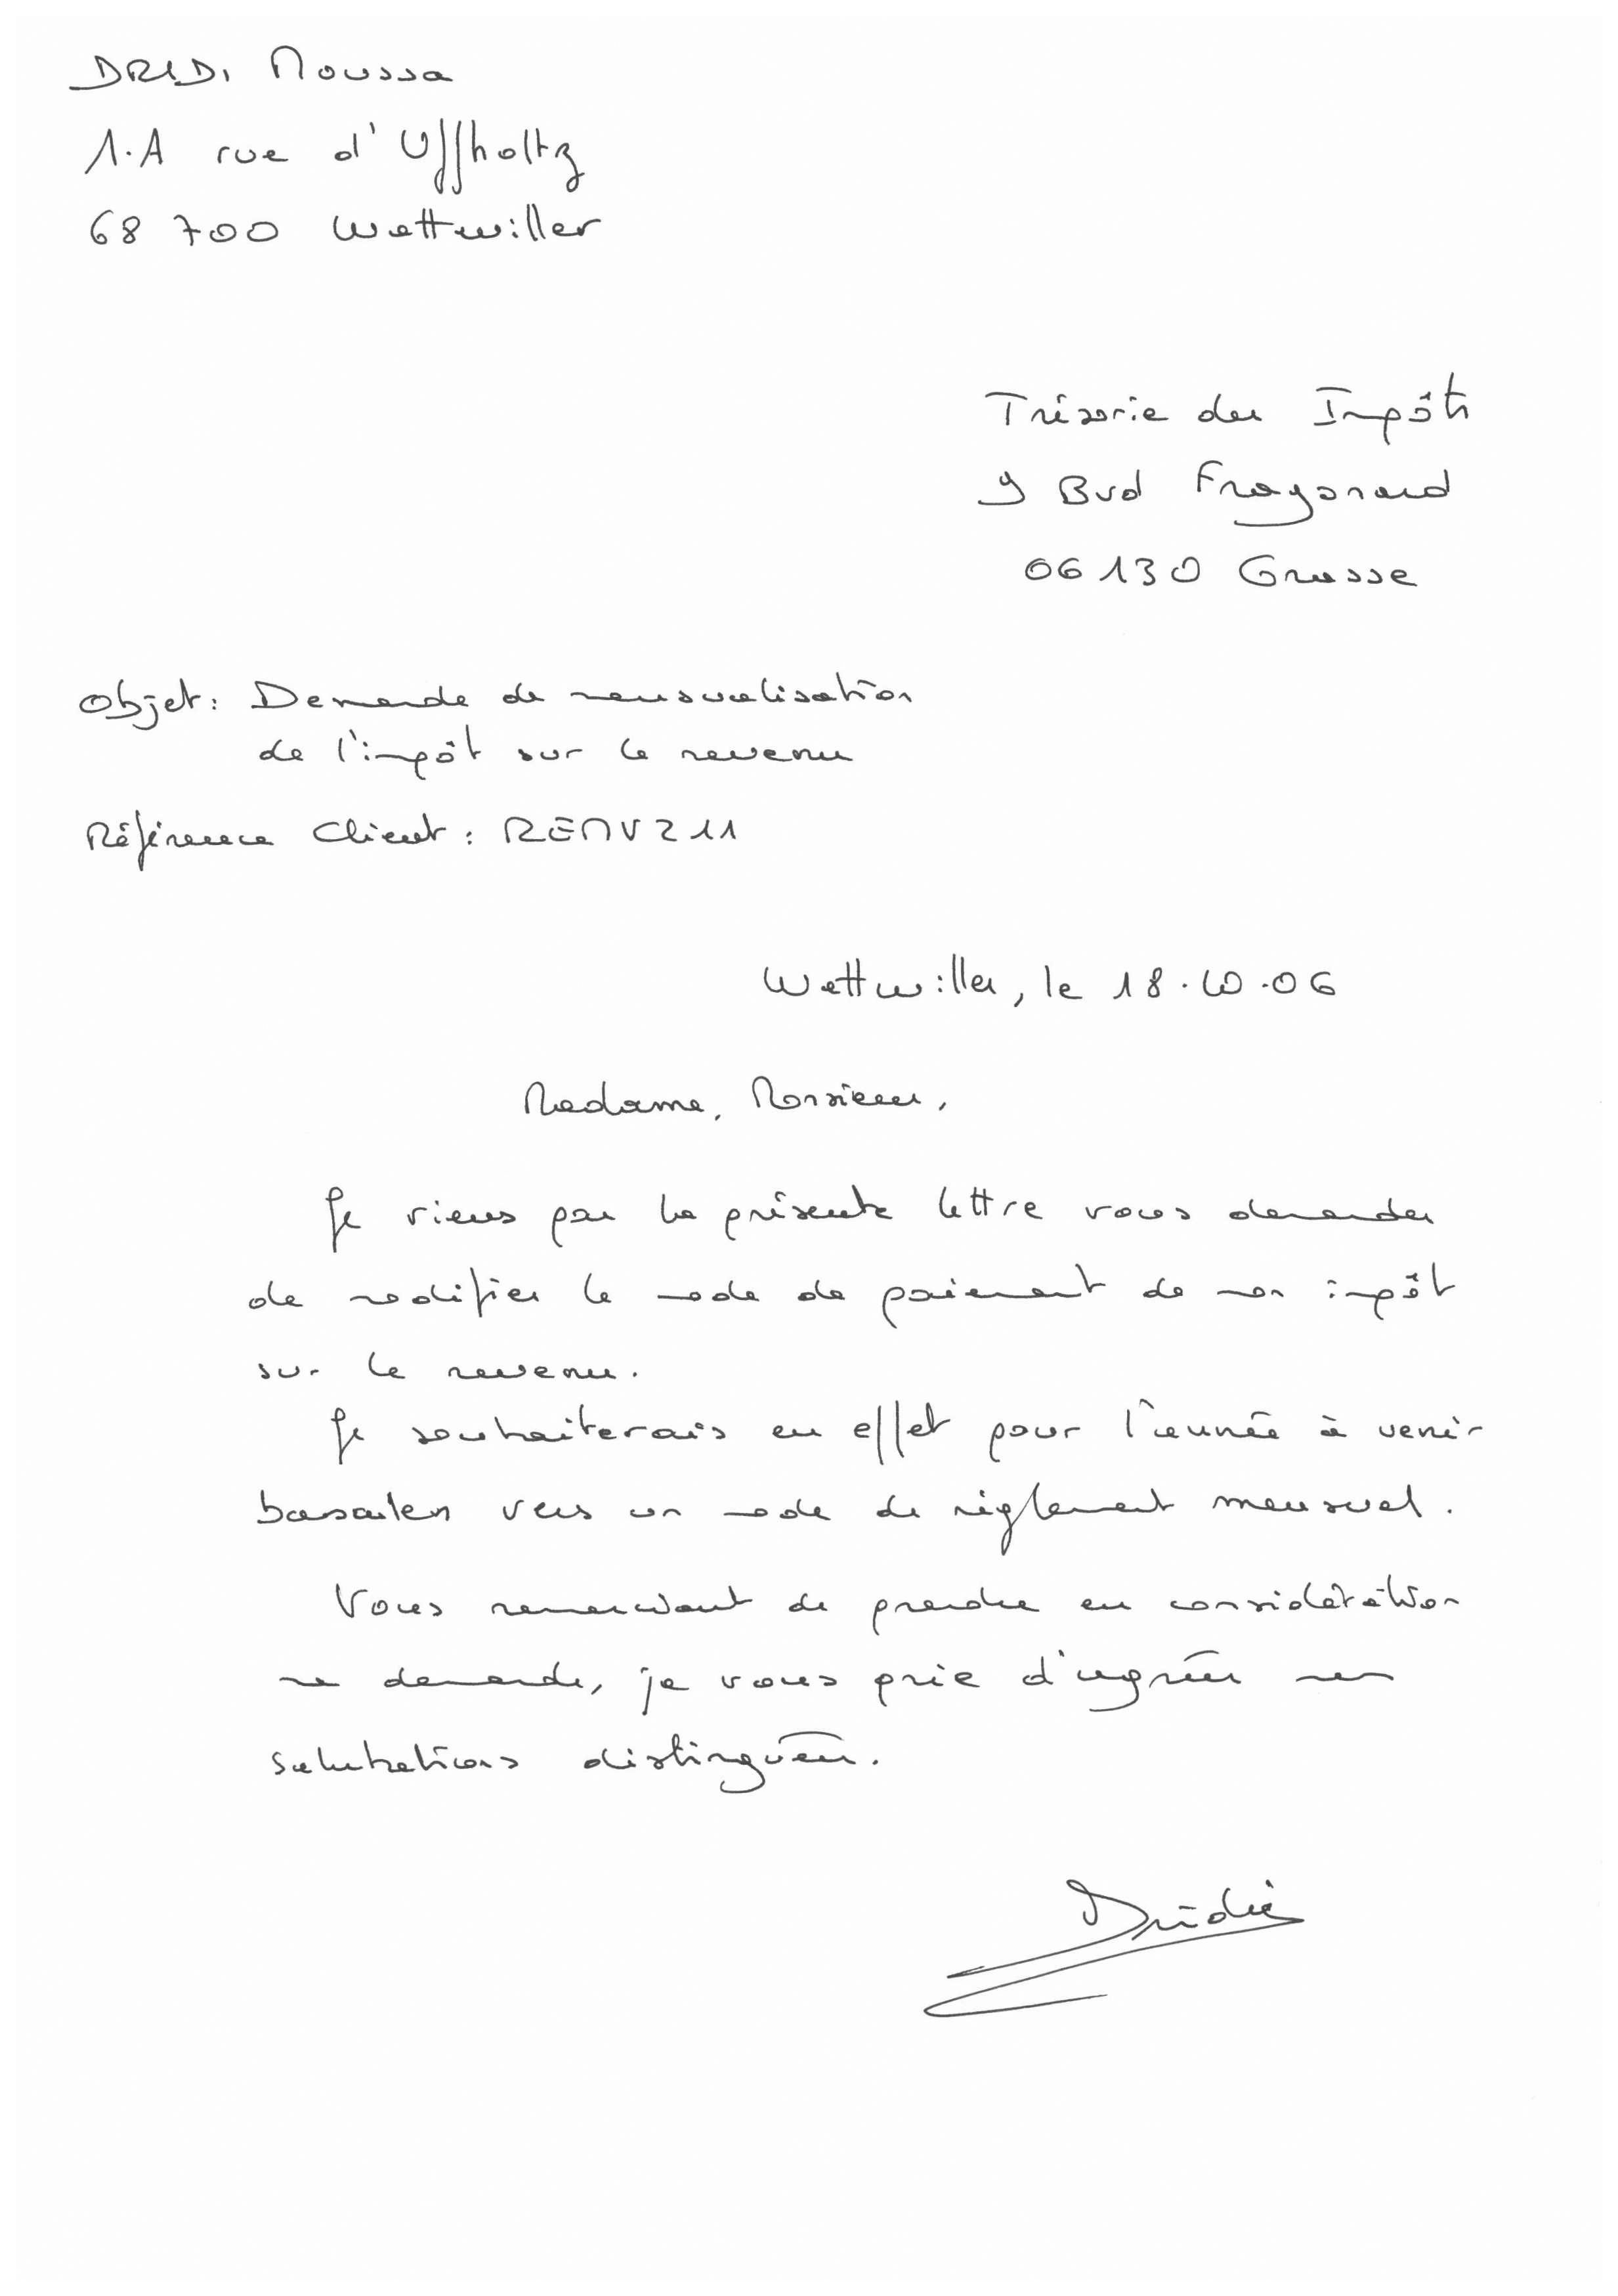 DRIDI Moussa
1.A rue d'Uffholtz
68 700 Wattwiller
Trésorie des Impôts
9 Bvd Fragonard
06130 Grasse
Objet : Demande de mensualisation
de l'impôt sur le revenu
Référence Client : REMV211
Wattwiller, le 18.10.06
Madame, Monsieur,
Je viens par la présente lettre vous demander
de modifier le mode de paiement de mon impôt
sur le revenu.
Je souhaiterais en effet pour l'année à venir
basculer vers un mode de règlement mensuel.
Vous remerciant de prendre en considération
ma demande, je vous prie d'agréer mes
salutations distinguées.
Dridi